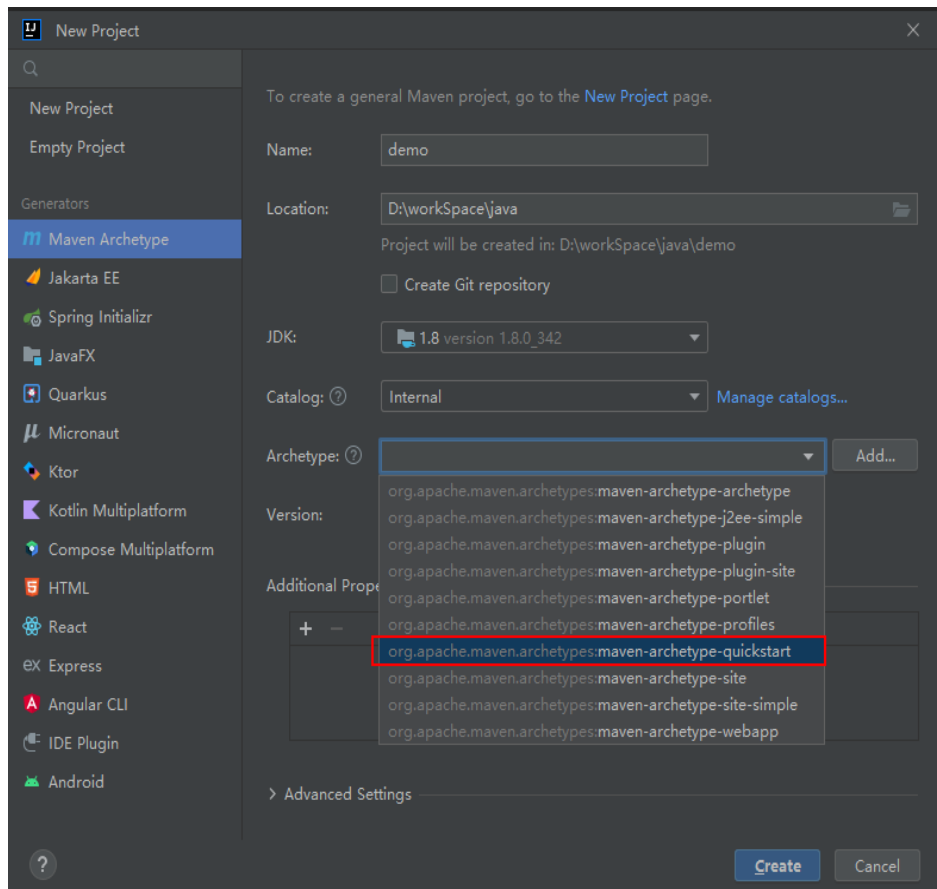 New Project
To create a general Maven project, go to the New Project page.
New Project
Empty Project
Name: demo
Generators
Location: D:\workSpace\java
Maven Archetype
Project will be created in: D:\workSpace\java\demo
Jakarta EE
Create Git repository
Spring Initializr
JDK: 1.8 version 1.8.0_342
JavaFX
Quarkus
Catalog: ? Internal Manage catalogs...
Micronaut
Archetype: ? Add...
Ktor
org.apache.maven.archetypes:maven-archetype-archetype
Kotlin Multiplatform
Version:
org.apache.maven.archetypes:maven-archetype-j2ee-simple
Compose Multiplatform
org.apache.maven.archetypes:maven-archetype-plugin
org.apache.maven.archetypes:maven-archetype-plugin-site
HTML
Additional Prope
org.apache.maven.archetypes:maven-archetype-portlet
React
org.apache.maven.archetypes:maven-archetype-profiles
org.apache.maven.archetypes:maven-archetype-quickstart
ex Express
org.apache.maven.archetypes:maven-archetype-site
Angular CLI
org.apache.maven.archetypes:maven-archetype-site-simple
org.apache.maven.archetypes:maven-archetype-webapp
IDE Plugin
Android
Advanced Settings
? Create Cancel